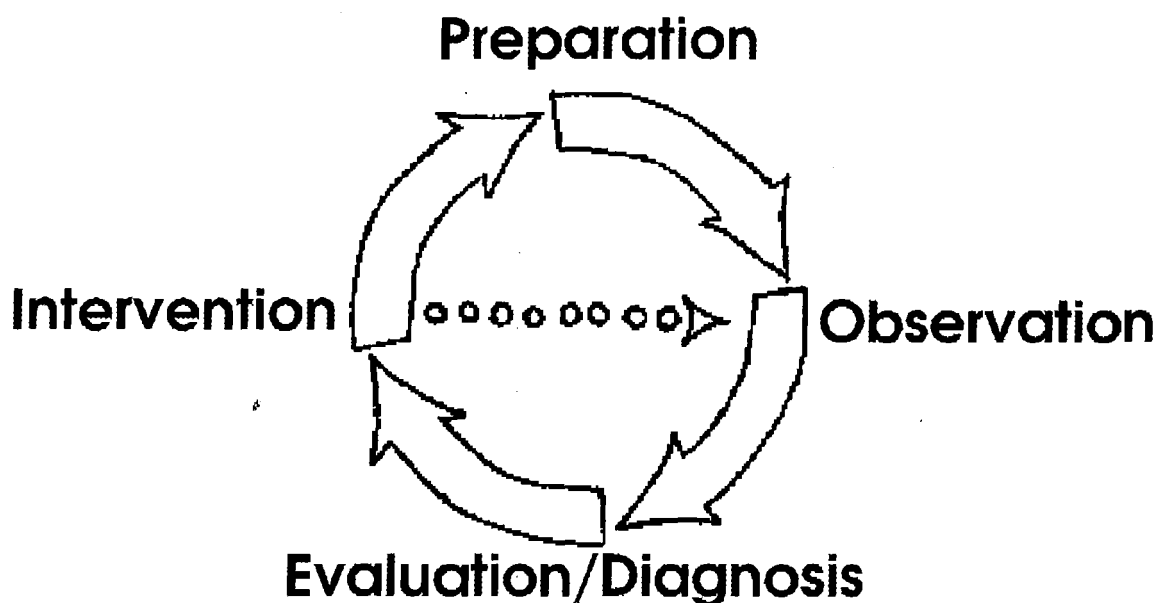 Preparation
Intervention
Observation
Evaluation/Diagnosis